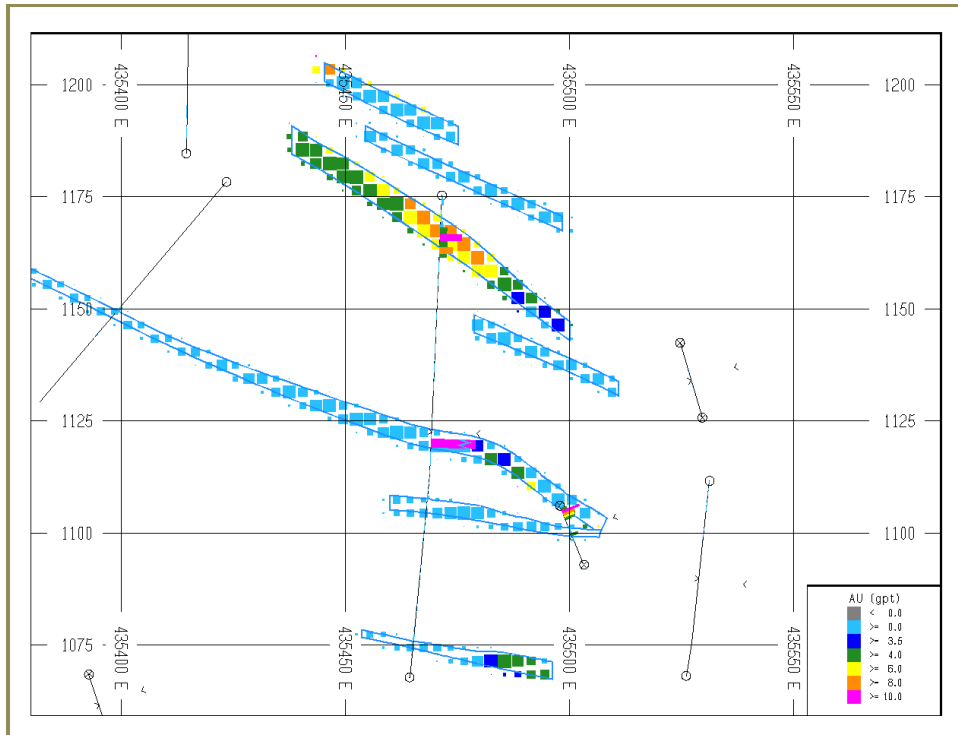 435400 E
435450 E
435500 E
435550 E
1200 1200
1175 1175
1150 1150
1125 1125
1100 1100
1075 1075
435400 E
435450 E
435500 E
435550 E
AU (gpt)
< 0.0
>= 0.0
>= 3.5
>= 4.0
>= 6.0
>= 8.0
>= 10.0